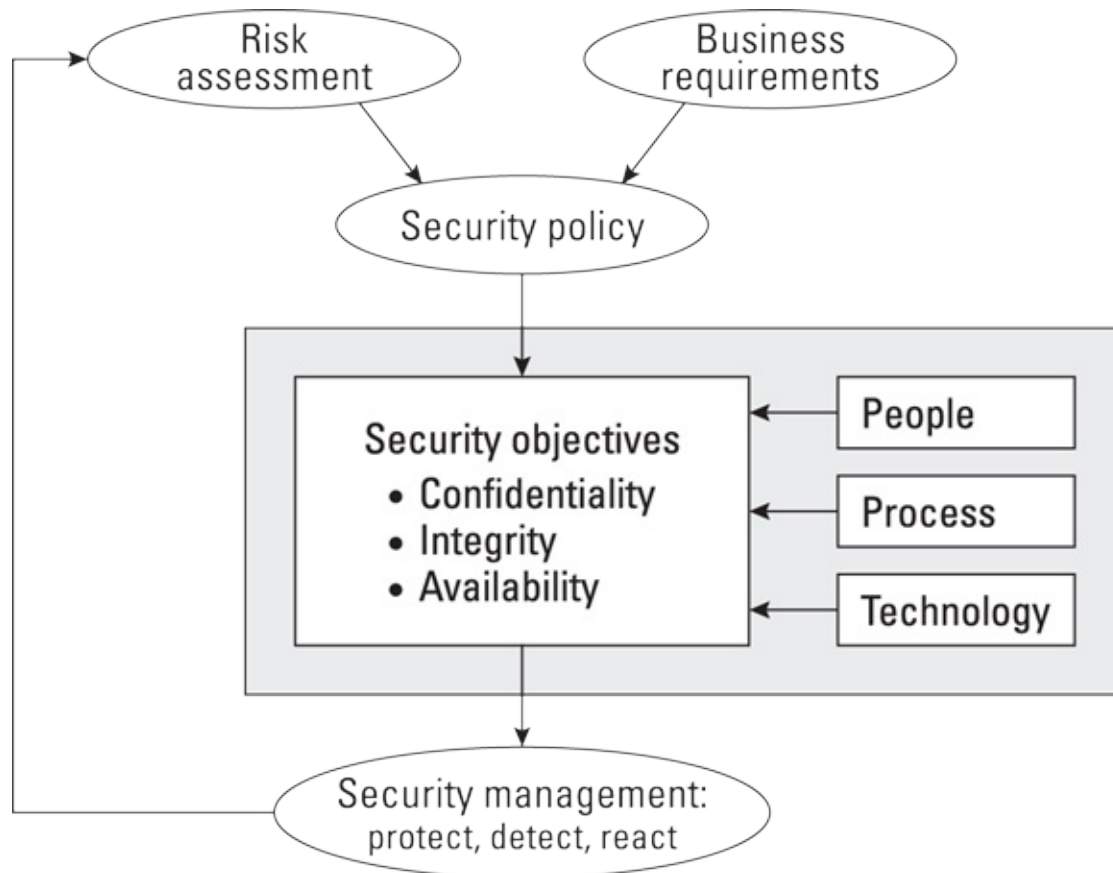 Risk
assessment
Business
requirements
Security policy
Security objectives
• Confidentiality
• Integrity
• Availability
People
Process
Technology
Security management:
protect, detect, react